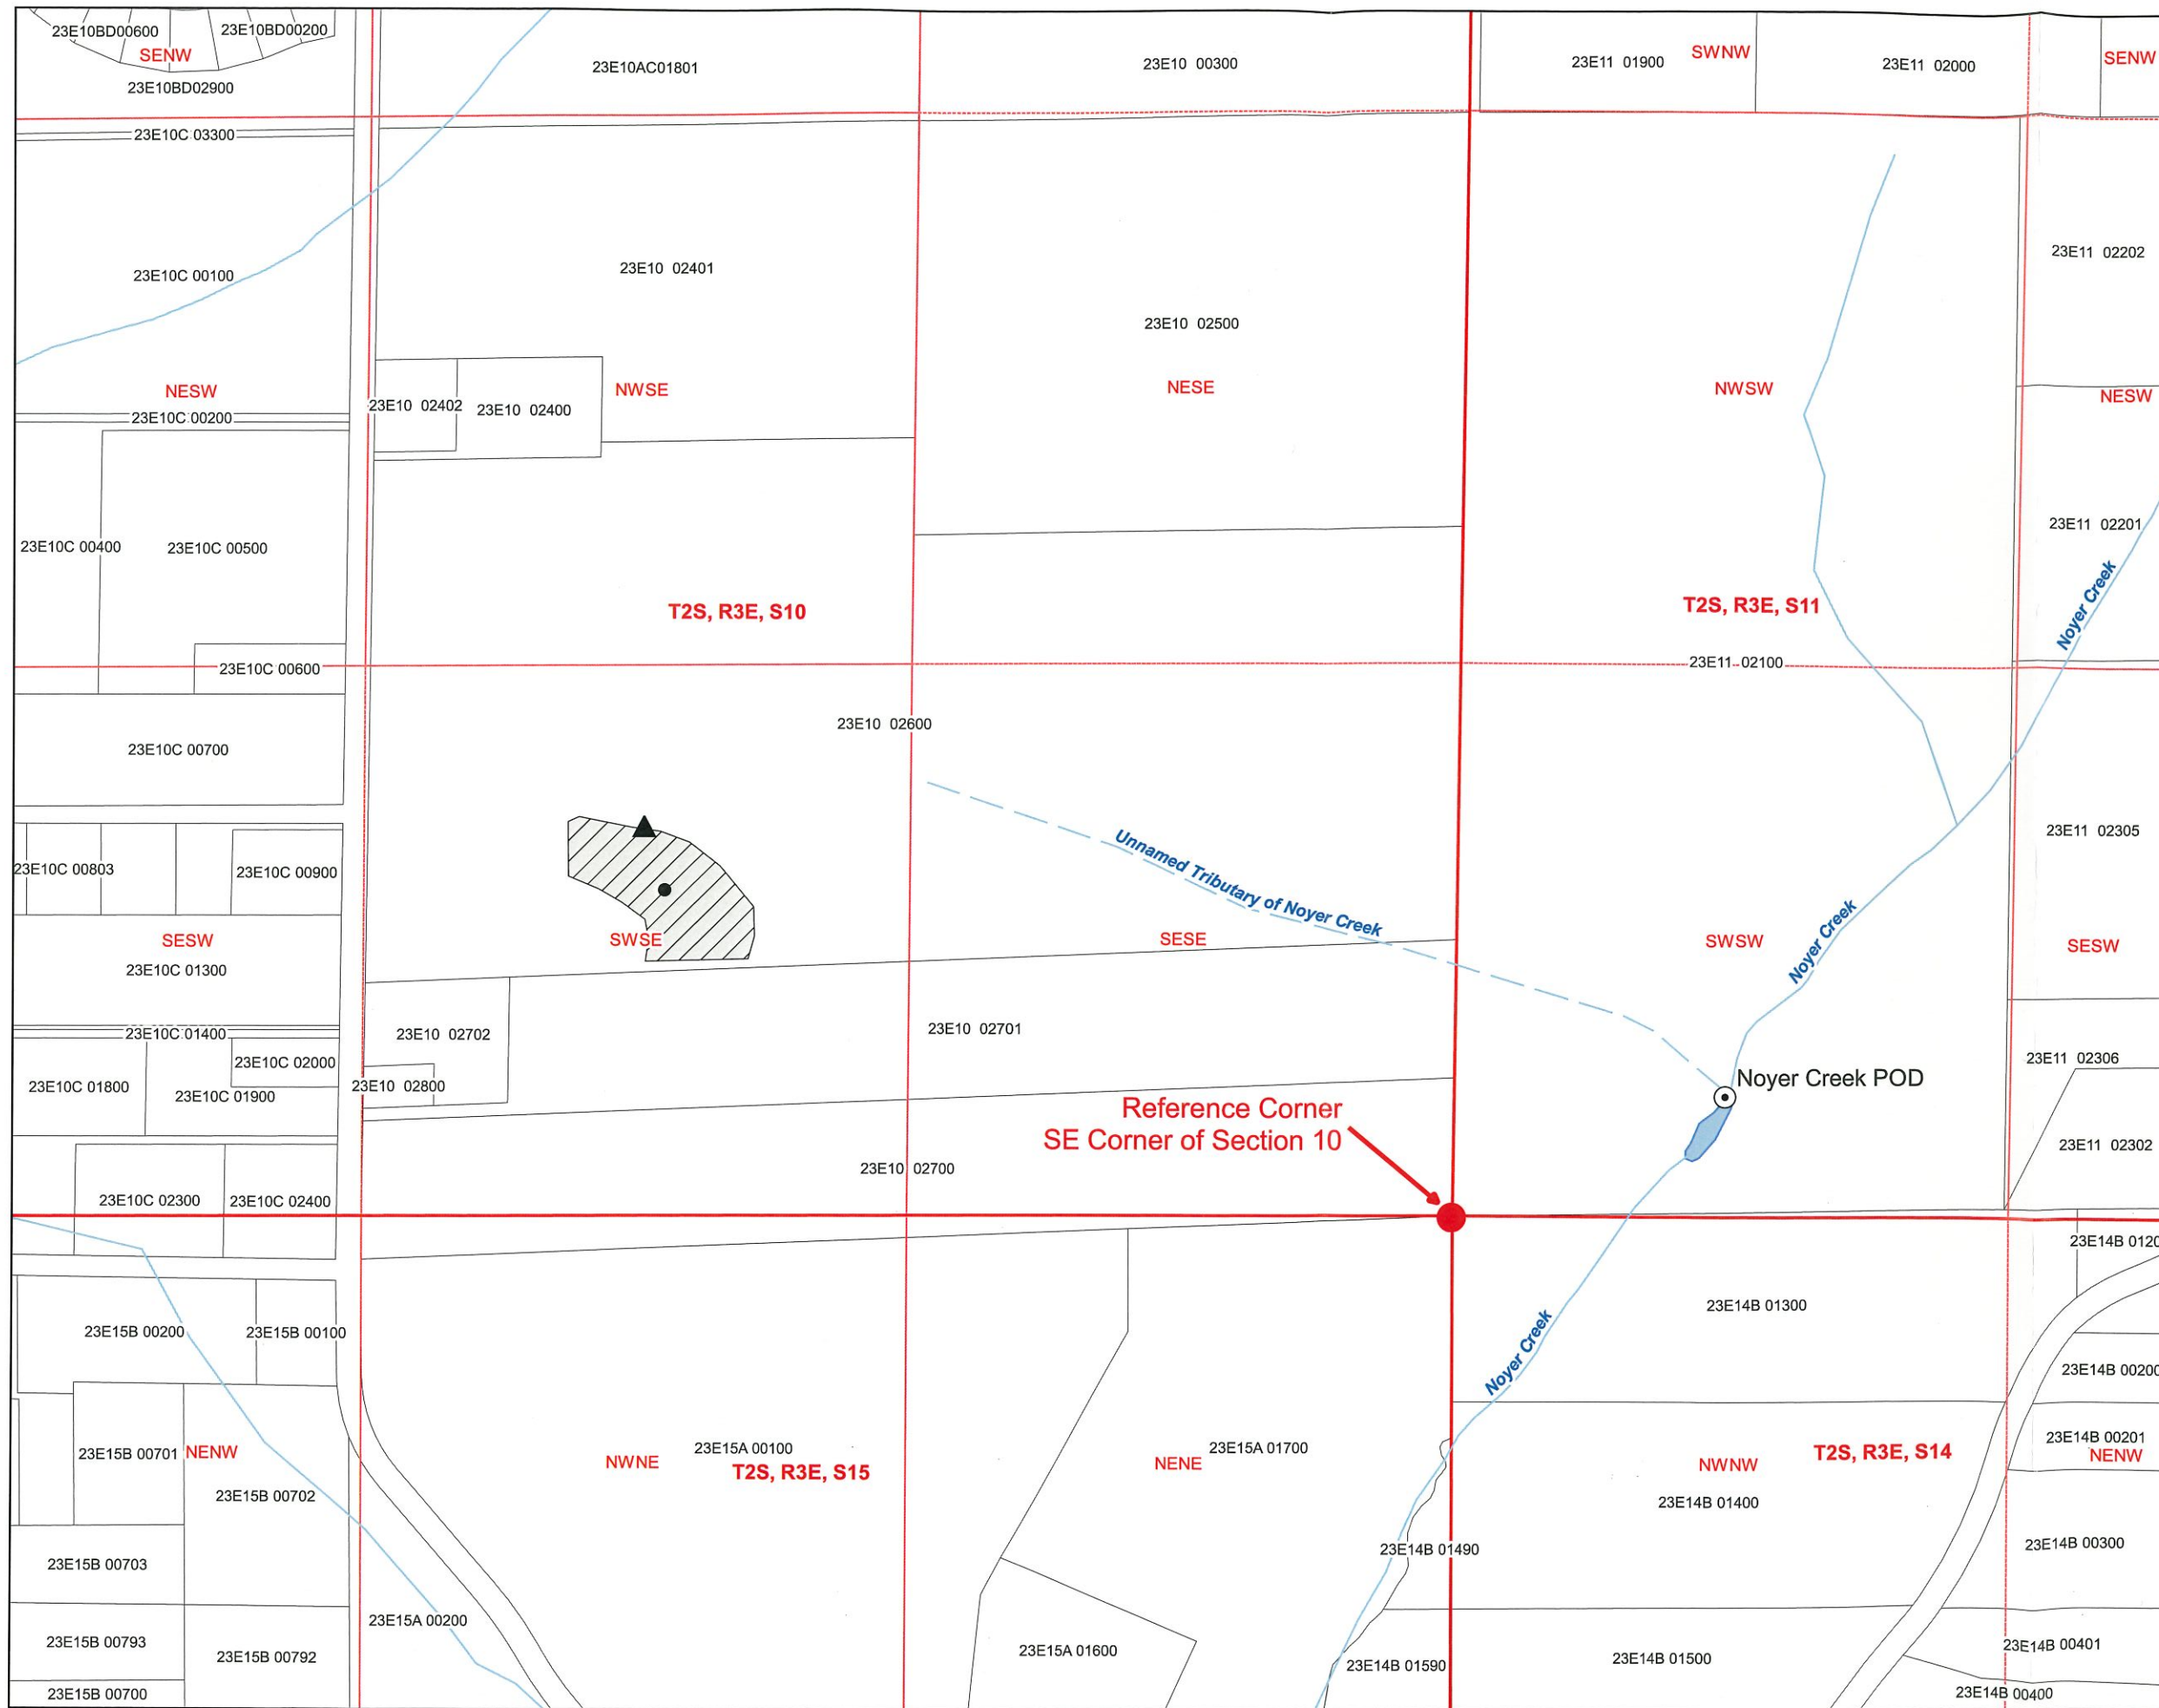 23E10BD00600
23E10BD00200
SENW
23E10BD02900
23E10AC01801
23E10 00300
23E11 01900
SWNW
23E11 02000
SENW
23E10C 03300
23E10C 00100
23E10 02401
23E10 02500
23E11 02202
NESW
23E10C 00200
23E10 02402
23E10 02400
NWSE
NESE
NWSW
NESW
23E10C 00400
23E10C 00500
23E11 02201
Noyer Creek
T2S, R3E, S10
T2S, R3E, S11
23E10C 00600
23E11 02100
23E10C 00700
23E10 02600
23E11 02305
Unnamed Tributary of Noyer Creek
23E10C 00803
23E10C 00900
Noyer Creek
SESW
SWSE
SESE
SWSW
SESW
23E10C 01300
23E10C 01400
23E10 02702
23E10 02701
23E10C 02000
23E11 02306
23E10C 01800
23E10C 01900
23E10 02800
Noyer Creek POD
Reference Corner
SE Corner of Section 10
23E11 02302
23E10 02700
23E10C 02300
23E10C 02400
23E14B 0120
23E15B 00200
23E15B 00100
23E14B 01300
Noyer Creek
23E14B 00200
23E15B 00701
NENW
NWNE
23E15A 00100
T2S, R3E, S15
NENE
23E15A 01700
NWNW
T2S, R3E, S14
23E14B 00201
NENW
23E15B 00702
23E14B 01400
23E15B 00703
23E14B 01490
23E14B 00300
23E15A 00200
23E15B 00793
23E15B 00792
23E15A 01600
23E14B 01590
23E14B 01500
23E14B 00401
23E15B 00700
23E14B 00400